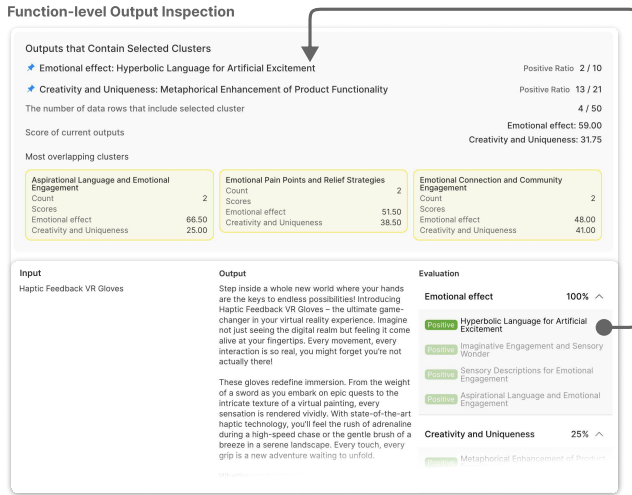 Function-level Output Inspection
Outputs that Contain Selected Clusters
Emotional effect: Hyperbolic Language for Artificial Excitement Positive Ratio 2 / 10
Creativity and Uniqueness: Metaphorical Enhancement of Product Functionality Positive Ratio 13 / 21
The number of data rows that include selected cluster 4 / 50
Score of current outputs
Emotional effect: 59.00
Creativity and Uniqueness: 31.75
Most overlapping clusters
Aspirational Language and Emotional
Engagement
Count 2
Scores
Emotional effect 66.50
Creativity and Uniqueness 25.00
Emotional Pain Points and Relief Strategies
Count 2
Scores
Emotional effect 51.50
Creativity and Uniqueness 38.50
Emotional Connection and Community
Engagement
Count 2
Scores
Emotional effect 48.00
Creativity and Uniqueness 41.00
Input
Haptic Feedback VR Gloves
Output
Step inside a whole new world where your hands
are the keys to endless possibilities! Introducing
Haptic Feedback VR Gloves – the ultimate game-
changer in your virtual reality experience. Imagine
not just seeing the digital realm but feeling it come
alive at your fingertips. Every movement, every
interaction is so real, you might forget you're not
actually there!
These gloves redefine immersion. From the weight
of a sword as you embark on epic quests to the
intricate texture of a virtual painting, every
sensation is rendered vividly. With state-of-the-art
haptic technology, you'll feel the rush of adrenaline
during a high-speed chase or the gentle brush of a
breeze in a serene landscape. Every touch, every
grip is a new adventure waiting to unfold.
Evaluation
Emotional effect 100%
Positive Hyperbolic Language for Artificial
Excitement
Positive Imaginative Engagement and Sensory
Wonder
Positive Sensory Descriptions for Emotional
Engagement
Positive Aspirational Language and Emotional
Engagement
Creativity and Uniqueness 25%
Metaphorical Enhancement of Product